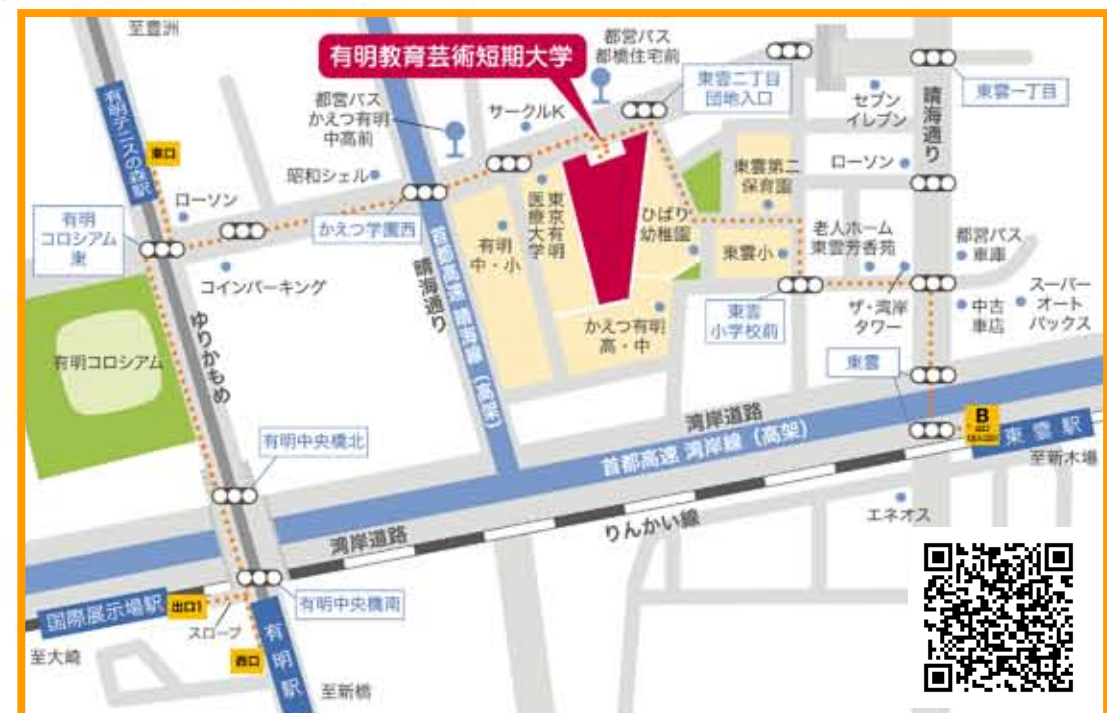 至豊洲
有明テニスの森駅
東口
有明教育芸術短期大学
都営バス
都橋住宅前
東雲二丁目
団地入口
東雲一丁目
晴海通り
セブン
イレブン
ローソン
都営バス
かえつ有明
中高前
サークルK
昭和シェル
ローソン
有明
コロシアム
東
かえつ学園西
コインパーキング
有明
中・小
東京有明
医療大学
ひばり
幼稚園
東雲第二
保育園
東雲小
老人ホーム
東雲芳香苑
都営バス
車庫
ザ・湾岸
タワー
中古
車店
スーパー
オート
バックス
東雲
小学校前
かえつ有明
高・中
東雲
晴海通り
首都高速 晴海線（高架）
ゆりかもめ
有明コロシアム
有明中央橋北
湾岸道路
首都高速 湾岸線（高架）
B
東雲駅
至新木場
エネオス
りんかい線
湾岸道路
国際展示場駅
出口1
スロープ
有明中央橋南
至大崎
西口
有明駅
至新橋